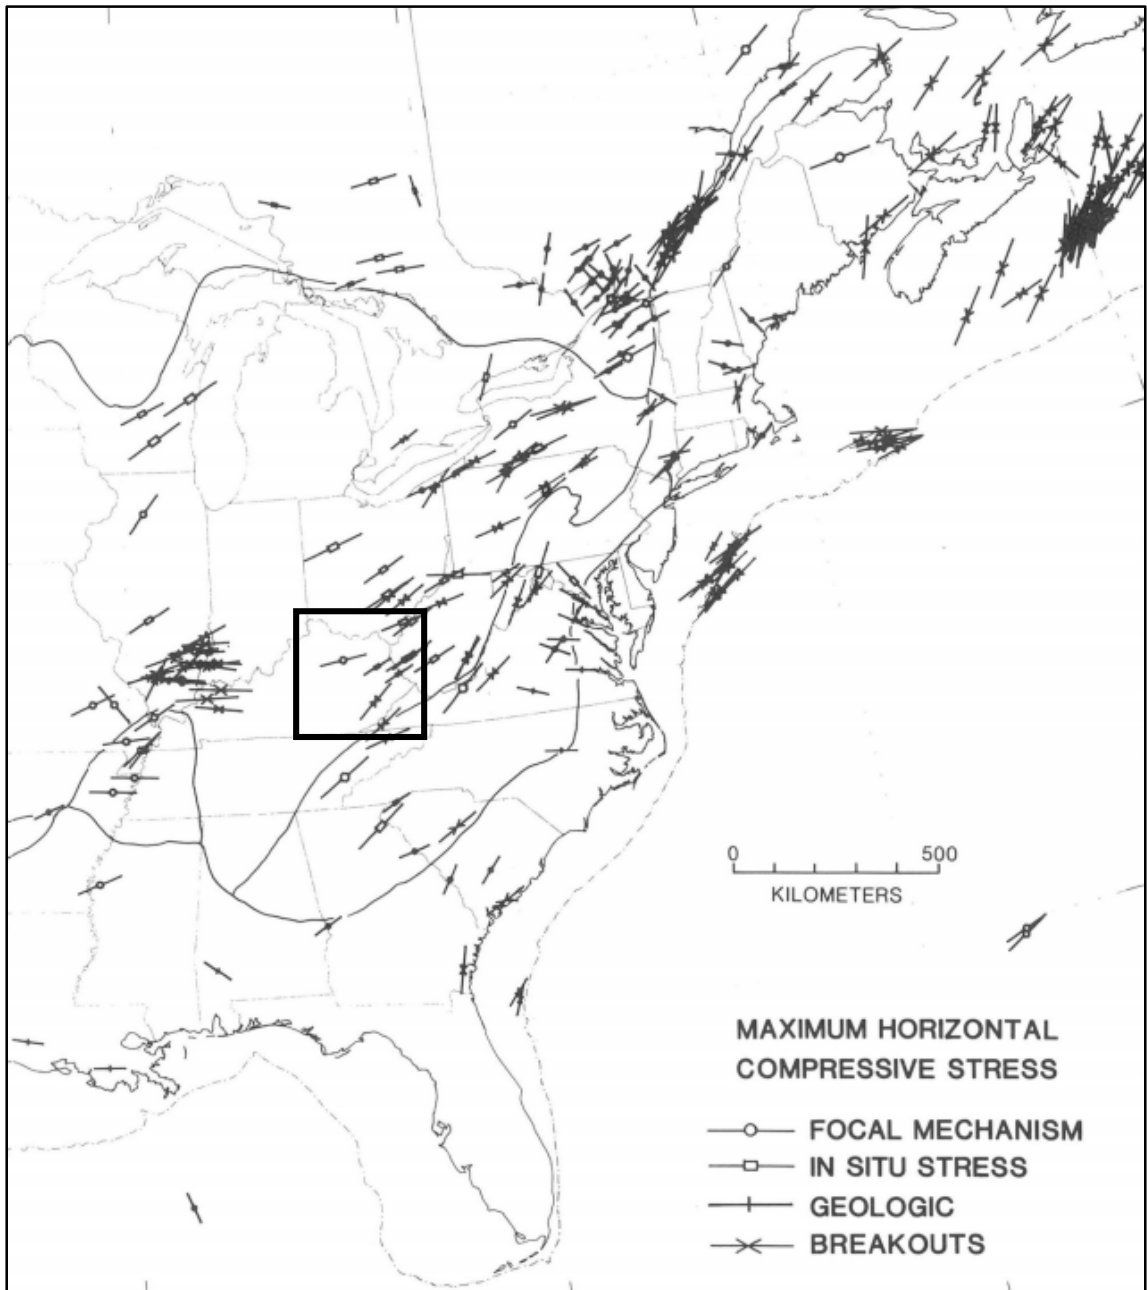 0 500
KILOMETERS
MAXIMUM HORIZONTAL
COMPRESSIVE STRESS
FOCAL MECHANISM
IN SITU STRESS
GEOLOGIC
BREAKOUTS